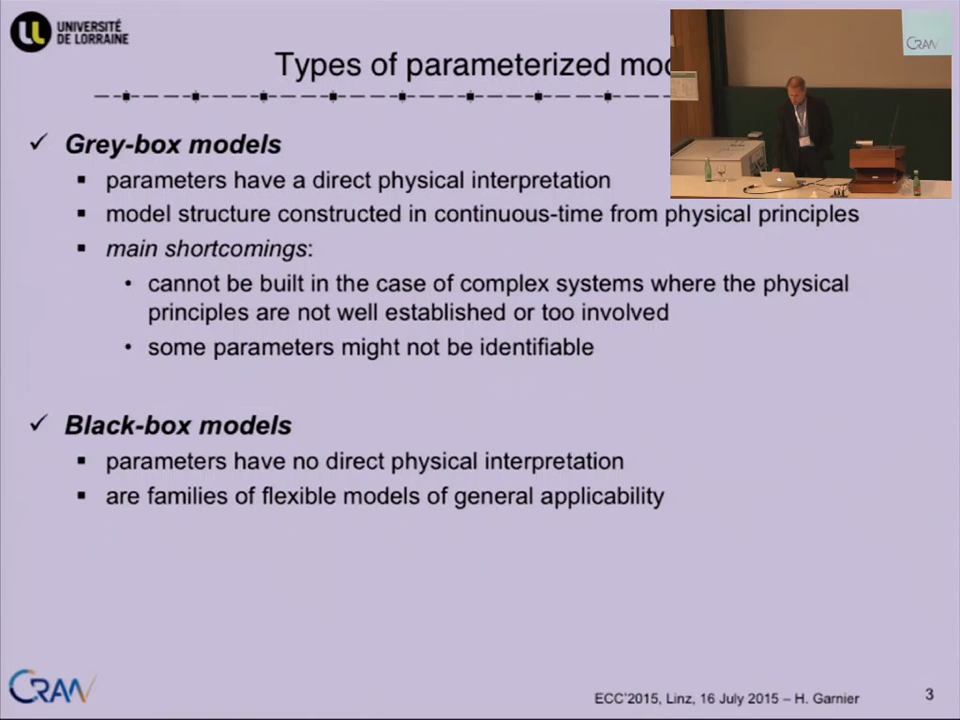 UNIVERSITÉ
DE LORRAINE
Types of parameterized
Grey-box models
parameters have a direct physical interpretation
model structure constructed in continuous-time from physical principles
main shortcomings:
cannot be built in the case of complex systems where the physical
principles are not well established or too involved
some parameters might not be identifiable
Black-box models
parameters have no direct physical interpretation
are families of flexible models of general applicability
CRAN
CRAN
ECC'2015, Linz, 16 July 2015 – H. Garnier
3